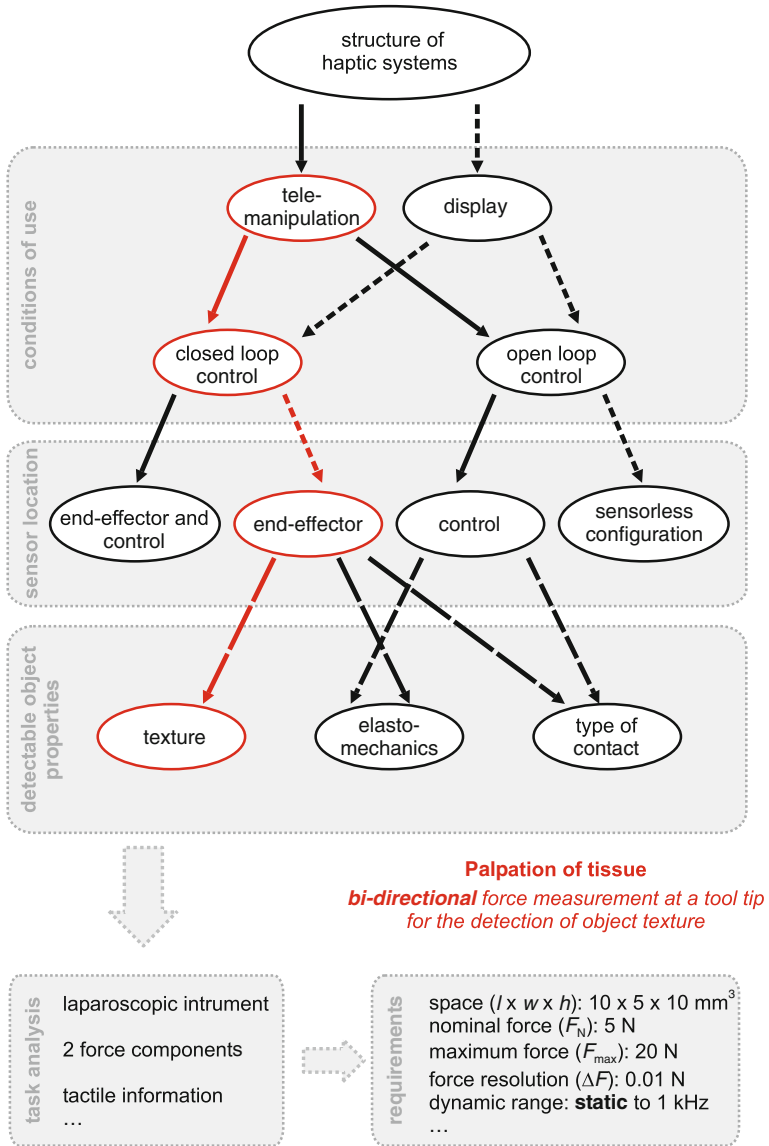 structure of
haptic systems
conditions of use
tele-
manipulation
display
closed loop
control
open loop
control
sensor location
end-effector and
control
end-effector
control
sensorless
configuration
detectable object
properties
texture
elasto-
mechanics
type of
contact
Palpation of tissue
bi-directional force measurement at a tool tip
for the detection of object texture
task analysis
laparoscopic intrument
2 force components
tactile information
…
requirements
space (l x w x h): 10 x 5 x 10 mm³
nominal force (F_N): 5 N
maximum force (F_max): 20 N
force resolution (ΔF): 0.01 N
dynamic range: static to 1 kHz
…